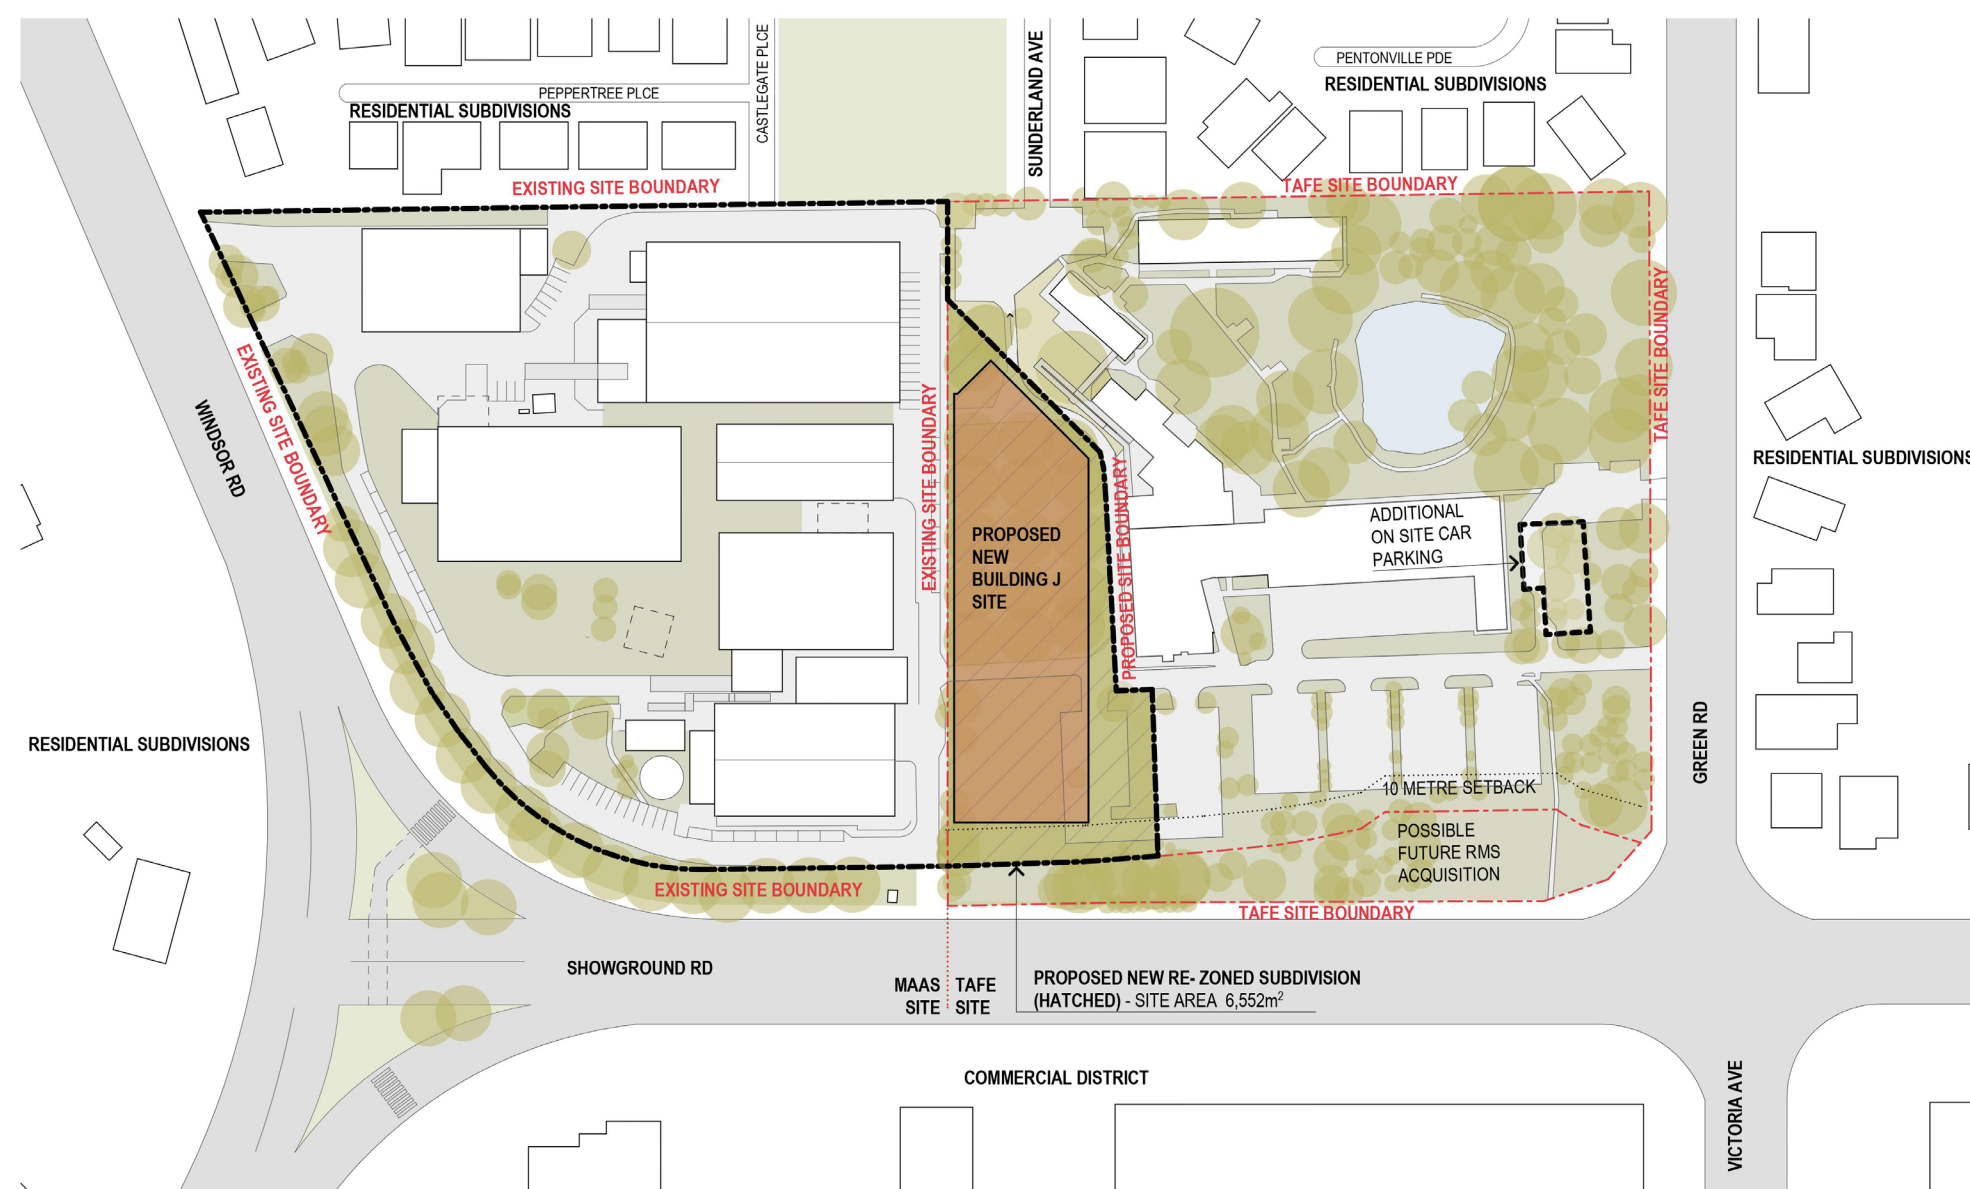 PENTONVILLE PDE
RESIDENTIAL SUBDIVISIONS
PEPPERTREE PLCE
RESIDENTIAL SUBDIVISIONS
CASTLEGATE PLCE
SUNDERLAND AVE
EXISTING SITE BOUNDARY
TAFE SITE BOUNDARY
TAFE SITE BOUNDARY
EXISTING SITE BOUNDARY
WINDSOR RD
EXISTING SITE BOUNDARY
PROPOSED SITE BOUNDARY
RESIDENTIAL SUBDIVISIONS
ADDITIONAL
ON SITE CAR
PARKING
PROPOSED
NEW
BUILDING J
SITE
RESIDENTIAL SUBDIVISIONS
GREEN RD
10 METRE SETBACK
POSSIBLE
FUTURE RMS
ACQUISITION
EXISTING SITE BOUNDARY
TAFE SITE BOUNDARY
SHOWGROUND RD
MAAS
SITE
TAFE
SITE
PROPOSED NEW RE- ZONED SUBDIVISION
(HATCHED) - SITE AREA 6,552m²
COMMERCIAL DISTRICT
VICTORIA AVE